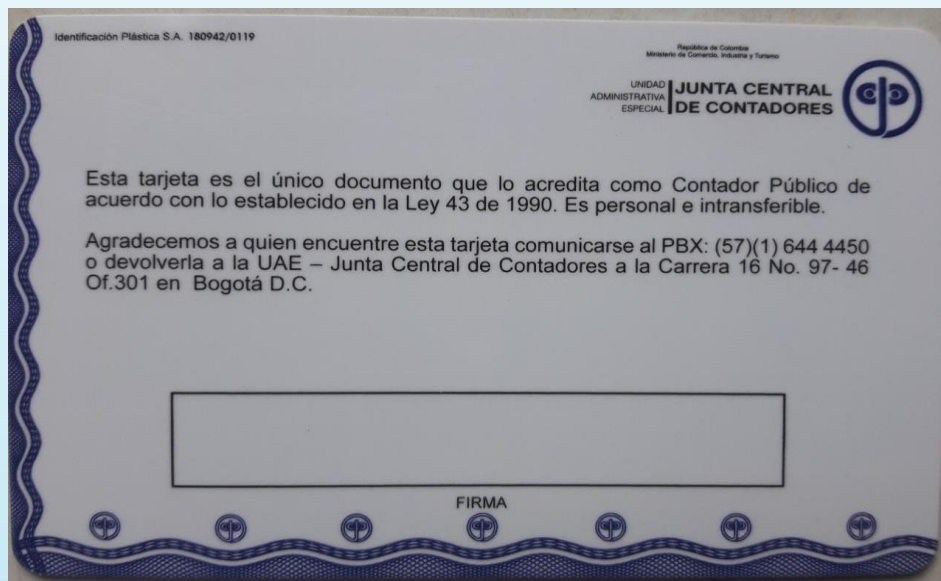 Identificación Plástica S.A. 180942/0119
República de Colombia
Ministerio de Comercio, Industria y Turismo
UNIDAD
ADMINISTRATIVA
ESPECIAL
JUNTA CENTRAL
DE CONTADORES
Esta tarjeta es el único documento que lo acredita como Contador Público de
acuerdo con lo establecido en la Ley 43 de 1990. Es personal e intransferible.
Agradecemos a quien encuentre esta tarjeta comunicarse al PBX: (57)(1) 644 4450
o devolverla a la UAE – Junta Central de Contadores a la Carrera 16 No. 97- 46
Of.301 en Bogotá D.C.
FIRMA